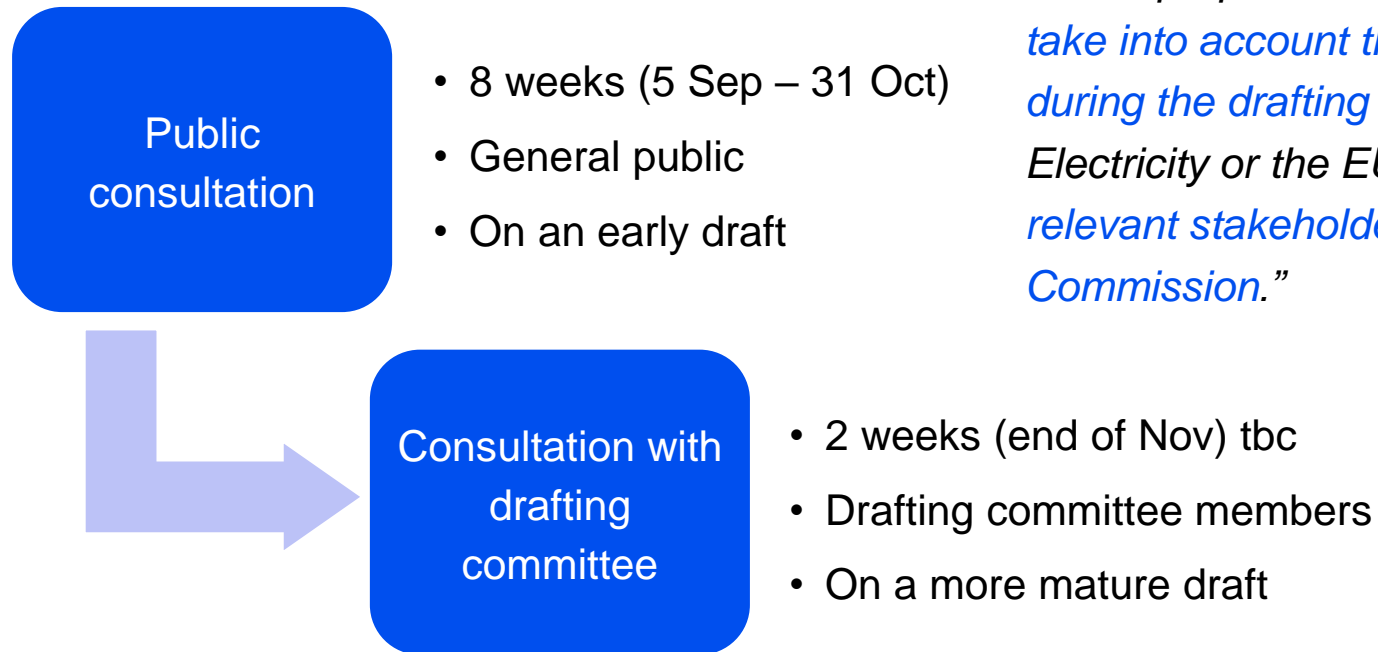 Public
consultation
• 8 weeks (5 Sep – 31 Oct)
• General public
• On an early draft
take into account
during the drafting
Electricity or the
relevant
Commission.”
Consultation with
drafting
committee
• 2 weeks (end of Nov) tbc
• Drafting committee members
• On a more mature draft